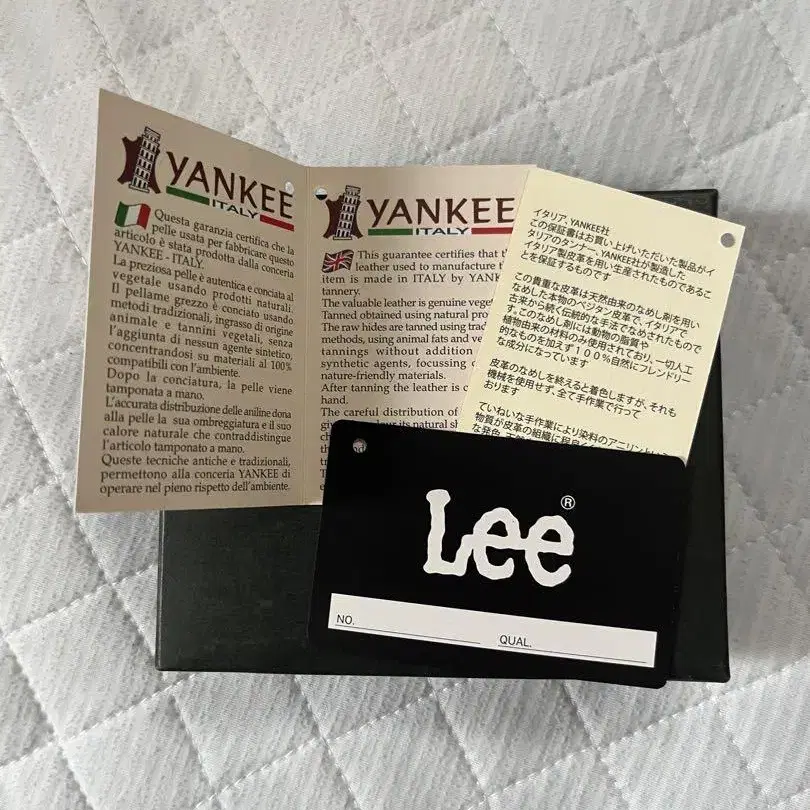 YANKEE
ITALY
Questa garanzia certifica che la
pelle usata per fabbricare questo
articolo è stata prodotta dalla conceria
YANKEE - ITALY.
La preziosa pelle è autentica e conciata al
vegetale usando prodotti naturali.
Il pellame grezzo è conciato usando
metodi tradizionali, ingrasso di origine
animale e tannini vegetali, senza
l'aggiunta di nessun agente sintetico,
concentrandosi su materiali al 100%
compatibili con l'ambiente.
Dopo la conciatura, la pelle viene
tamponata a mano.
L'accurata distribuzione delle aniline dona
alla pelle la sua ombreggiatura e il suo
calore naturale che contraddistingue
l'articolo tamponato a mano.
Queste tecniche antiche e tradizionali,
permettono alla conceria YANKEE di
operare nel pieno rispetto dell'ambiente.
YANKEE
ITALY
This guarantee certifies that
leather used to manufacture
item is made in ITALY by YANK
tannery.
The valuable leather is genuine vege
Tanned obtained using natural pro
The raw hides are tanned using trad
methods, using animal fats and ve
tannings without addition
synthetic agents, focussing
nature-friendly materials.
After tanning the leather is
hand.
The careful distribution of
イタリア、YANKEE社
この保証書はお買い上げいただいた製品がイ
タリアのタンナー、YANKEE社が製造した
イタリア製皮革を用い生産されたものであるこ
とを保証するものです
この貴重な皮革は天然由来のなめし剤を用い
なめした本物のベジタン皮革で、イタリアで
古来から続く伝統的な手法でなめされたもので
す。このなめし剤には動物の脂質や
植物由来の材料のみ使用されており、一切人工
的なものを加えず100%自然にフレンドリー
な成分になっています
皮革のなめしを終えると着色しますが、それも
機械を使用せず、全て手作業で行って
おります
ていねいな手作業により染料のアニリンという
物質が皮革の組織に
な発色、
Lee®
NO.
QUAL.